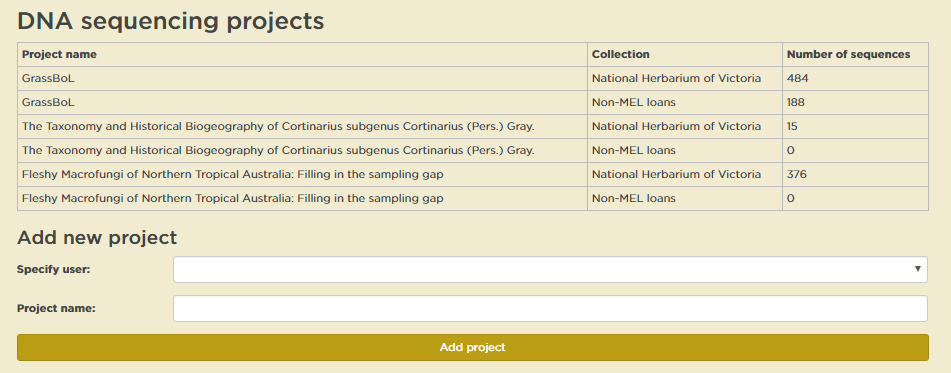 DNA sequencing projects
Project name Collection Number of sequences
GrassBoL National Herbarium of Victoria 484
GrassBoL Non-MEL loans 188
The Taxonomy and Historical Biogeography of Cortinarius subgenus Cortinarius (Pers.) Gray. National Herbarium of Victoria 15
The Taxonomy and Historical Biogeography of Cortinarius subgenus Cortinarius (Pers.) Gray. Non-MEL loans 0
Fleshy Macrofungi of Northern Tropical Australia: Filling in the sampling gap National Herbarium of Victoria 376
Fleshy Macrofungi of Northern Tropical Australia: Filling in the sampling gap Non-MEL loans 0
Add new project
Specify user:
Project name:
Add project